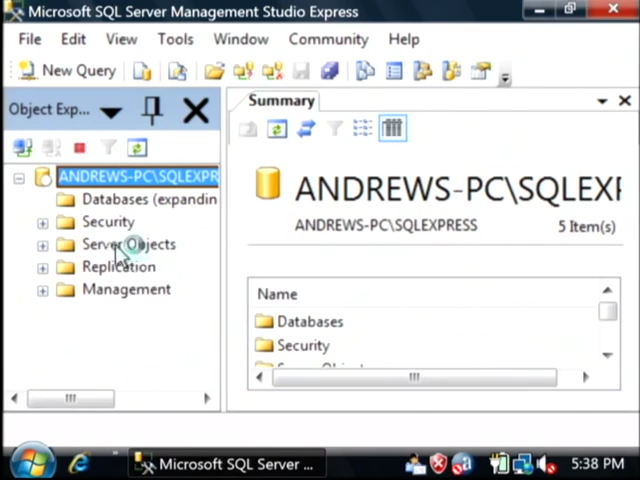 Microsoft SQL Server Management Studio Express
File Edit View Tools Window Community Help
New Query
Object Exp...
Summary
ANDREWS-PC\SQLEXPR
Databases (expandin
Security
Server Objects
Replication
Management
ANDREWS-PC\SQLEXP
ANDREWS-PC\SQLEXPRESS 5 Item(s)
Name
Databases
Security
Microsoft SQL Server ...
5:38 PM